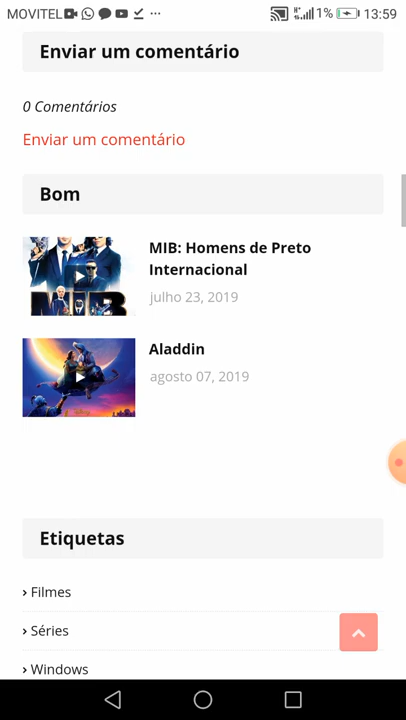 MOVITEL ... 1% 13:59
Enviar um comentário
0 Comentários
Enviar um comentário
Bom
MIB: Homens de Preto
Internacional
julho 23, 2019
MIB
Aladdin
agosto 07, 2019
Etiquetas
› Filmes
› Séries
› Windows